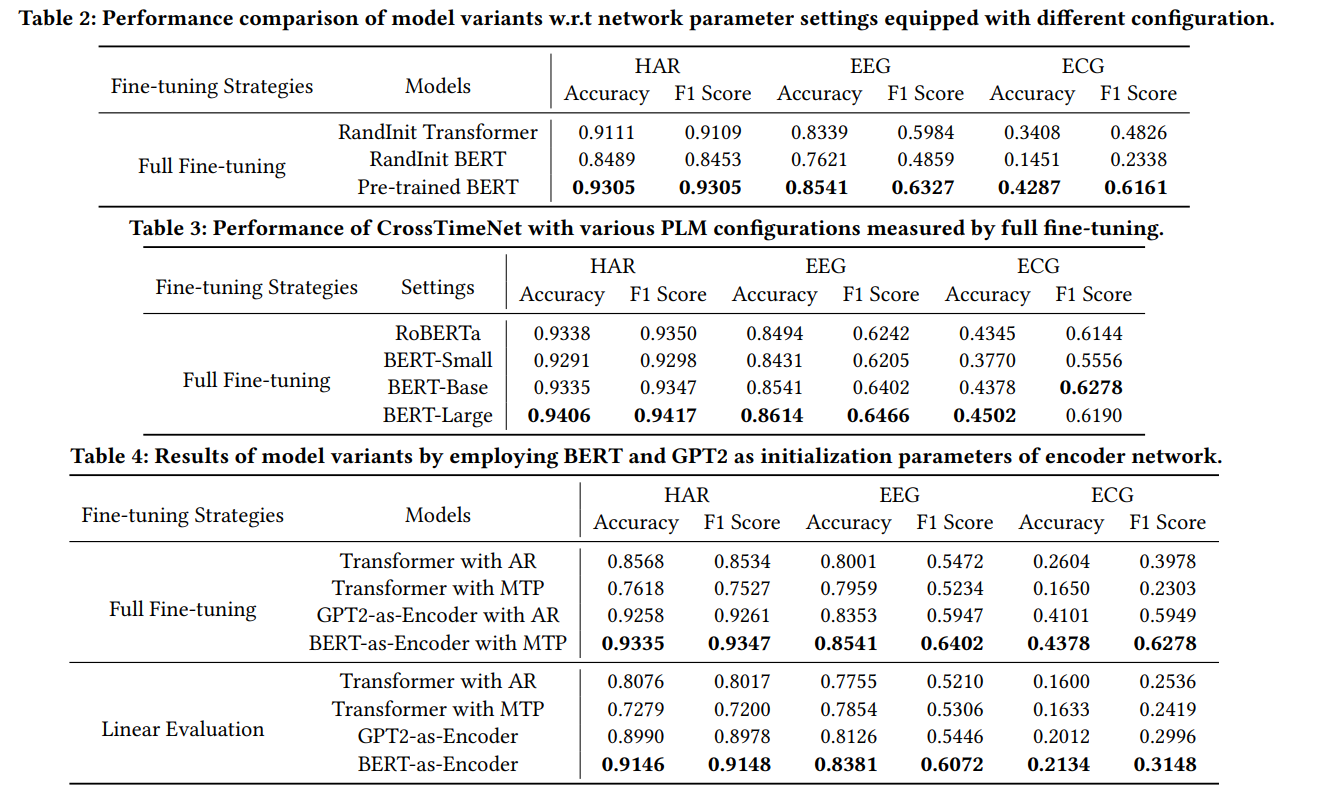 Table 2: Performance comparison of model variants w.r.t network parameter settings equipped with different configuration.
Fine-tuning Strategies Models HAR EEG ECG
Accuracy F1 Score Accuracy F1 Score Accuracy F1 Score
Full Fine-tuning
RandInit Transformer 0.9111 0.9109 0.8339 0.5984 0.3408 0.4826
RandInit BERT 0.8489 0.8453 0.7621 0.4859 0.1451 0.2338
Pre-trained BERT 0.9305 0.9305 0.8541 0.6327 0.4287 0.6161
Table 3: Performance of CrossTimeNet with various PLM configurations measured by full fine-tuning.
Fine-tuning Strategies Settings HAR EEG ECG
Accuracy F1 Score Accuracy F1 Score Accuracy F1 Score
Full Fine-tuning
RoBERTa 0.9338 0.9350 0.8494 0.6242 0.4345 0.6144
BERT-Small 0.9291 0.9298 0.8431 0.6205 0.3770 0.5556
BERT-Base 0.9335 0.9347 0.8541 0.6402 0.4378 0.6278
BERT-Large 0.9406 0.9417 0.8614 0.6466 0.4502 0.6190
Table 4: Results of model variants by employing BERT and GPT2 as initialization parameters of encoder network.
Fine-tuning Strategies Models HAR EEG ECG
Accuracy F1 Score Accuracy F1 Score Accuracy F1 Score
Full Fine-tuning
Transformer with AR 0.8568 0.8534 0.8001 0.5472 0.2604 0.3978
Transformer with MTP 0.7618 0.7527 0.7959 0.5234 0.1650 0.2303
GPT2-as-Encoder with AR 0.9258 0.9261 0.8353 0.5947 0.4101 0.5949
BERT-as-Encoder with MTP 0.9335 0.9347 0.8541 0.6402 0.4378 0.6278
Linear Evaluation
Transformer with AR 0.8076 0.8017 0.7755 0.5210 0.1600 0.2536
Transformer with MTP 0.7279 0.7200 0.7854 0.5306 0.1633 0.2419
GPT2-as-Encoder 0.8990 0.8978 0.8126 0.5446 0.2012 0.2996
BERT-as-Encoder 0.9146 0.9148 0.8381 0.6072 0.2134 0.3148